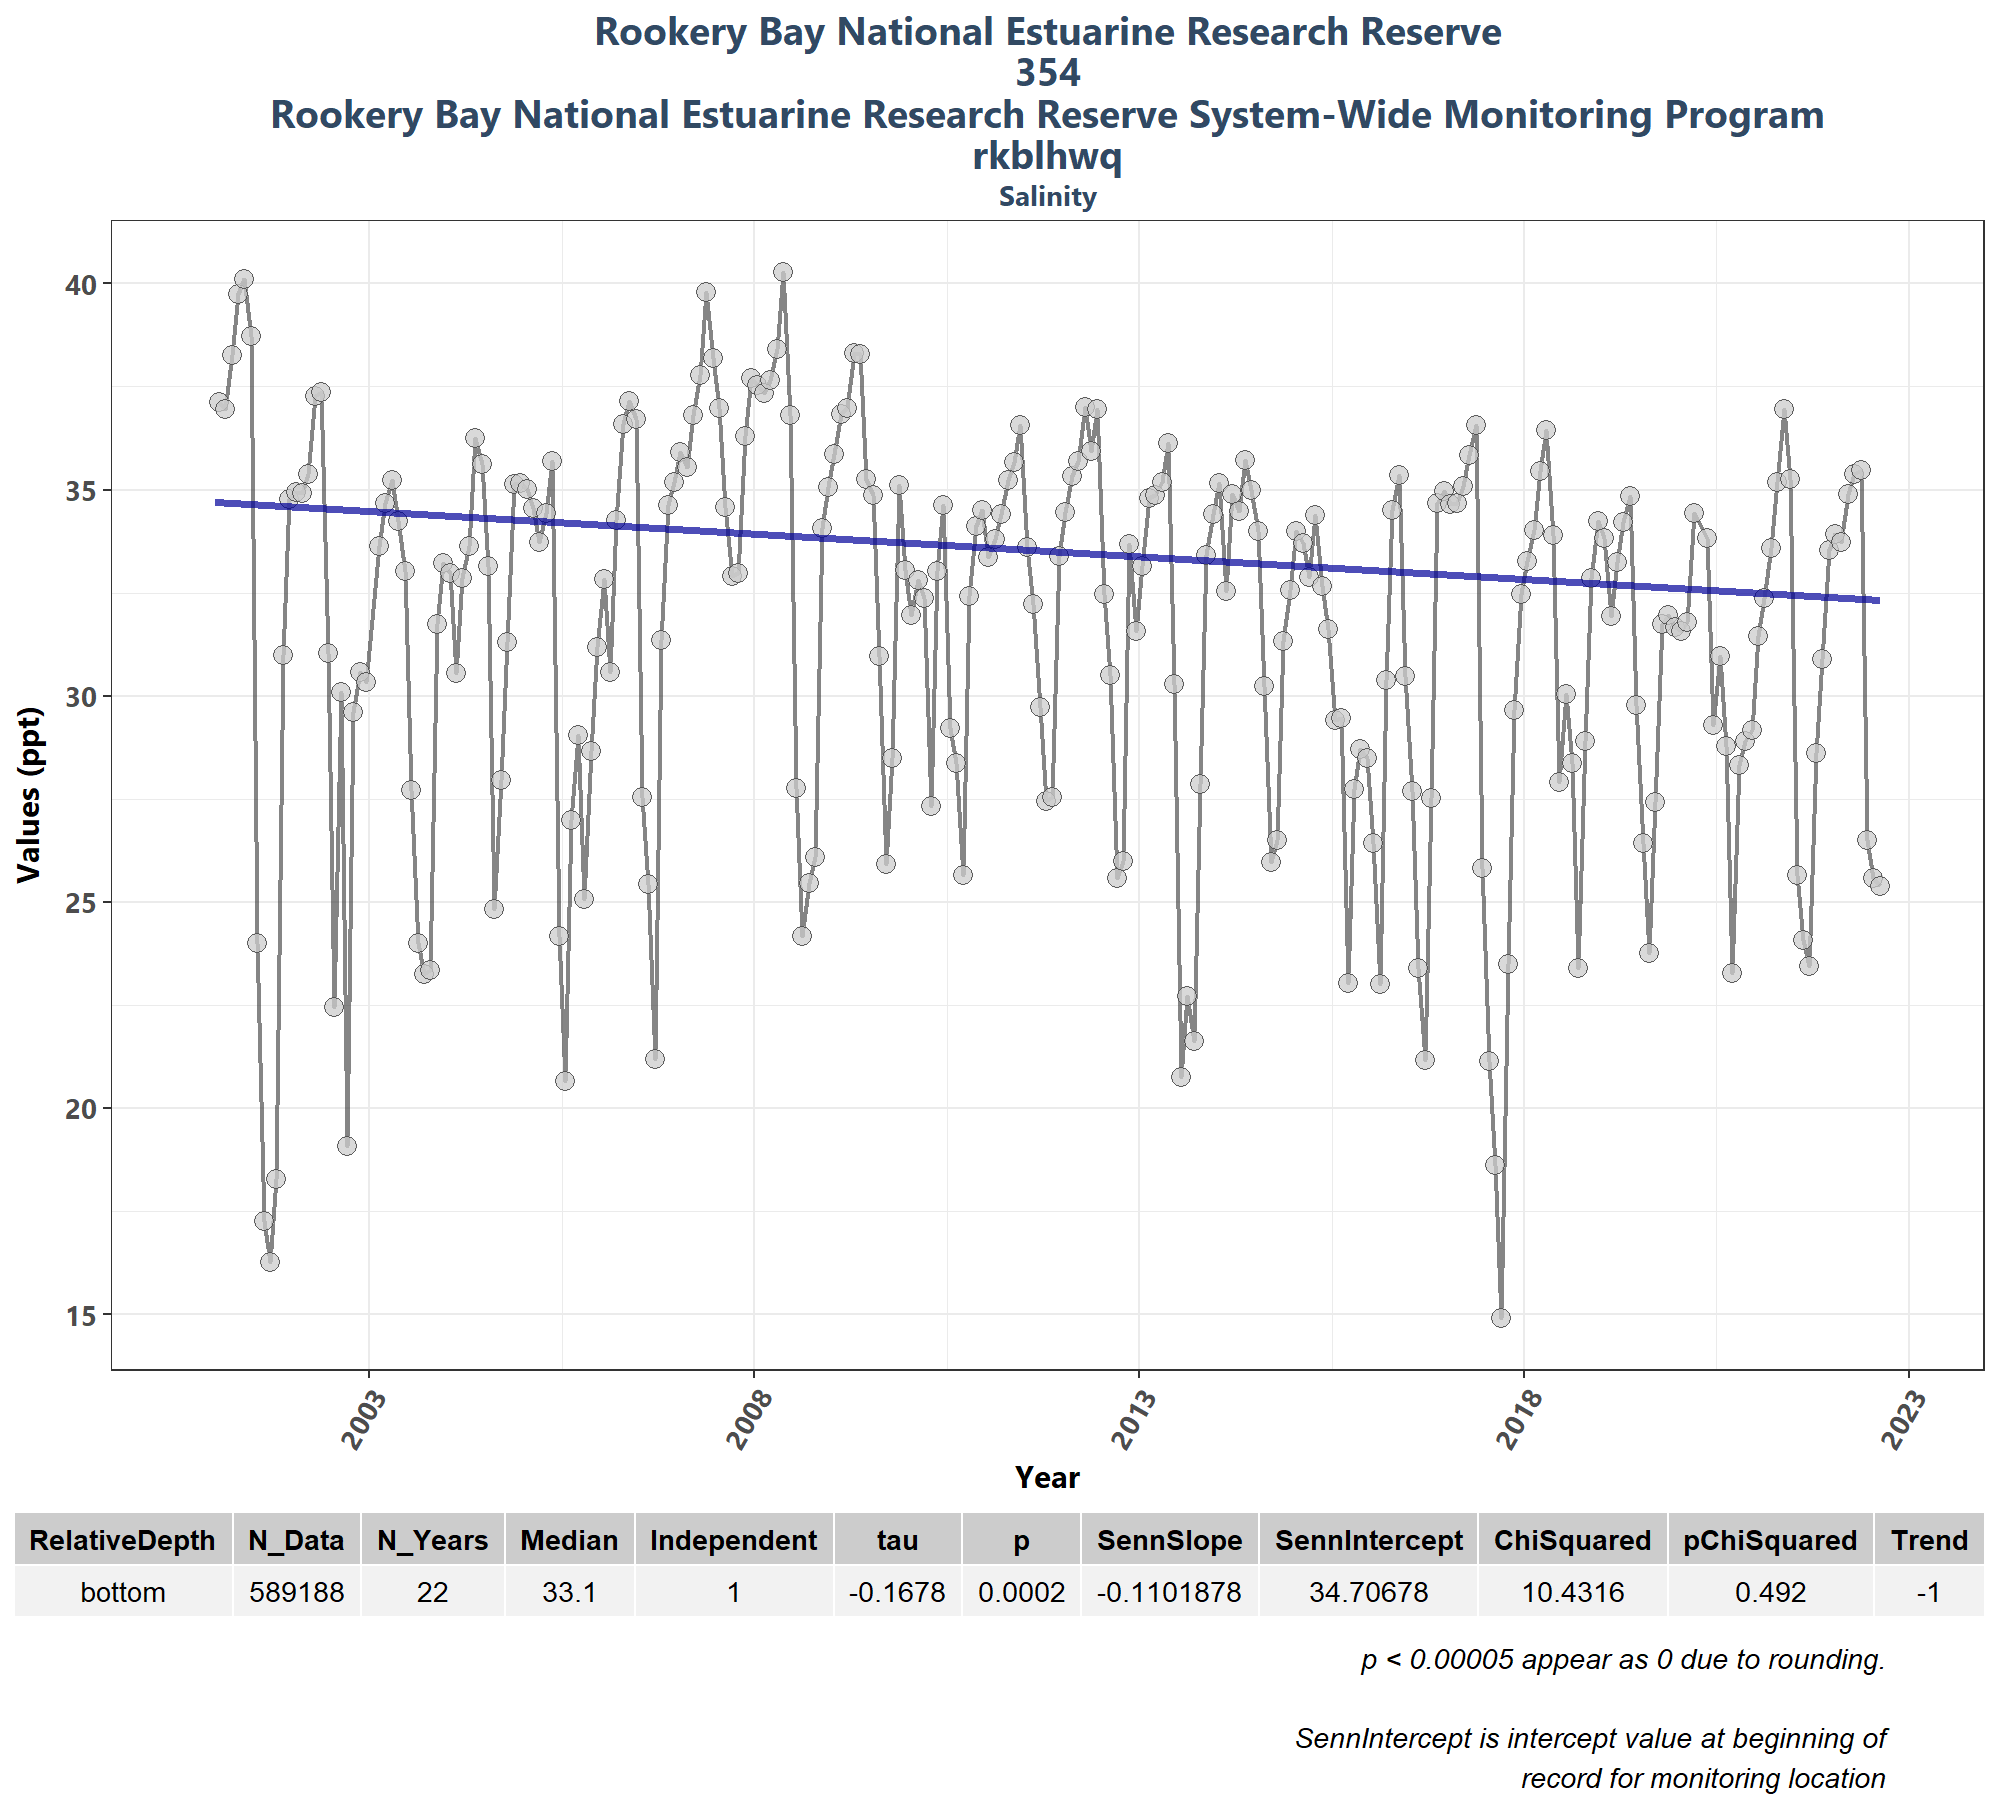 Rookery Bay National Estuarine Research Reserve
354
Rookery Bay National Estuarine Research Reserve System-Wide Monitoring Program
rkblhwq
Salinity
Values (ppt)
40
35
30
25
20
15
2003
2008
2013
2018
2023
Year
RelativeDepth N_Data N_Years Median Independent tau p SennSlope SennIntercept ChiSquared pChiSquared Trend
bottom 589188 22 33.1 1 -0.1678 0.0002 -0.1101878 34.70678 10.4316 0.492 -1
p < 0.00005 appear as 0 due to rounding.
SennIntercept is intercept value at beginning of
record for monitoring location